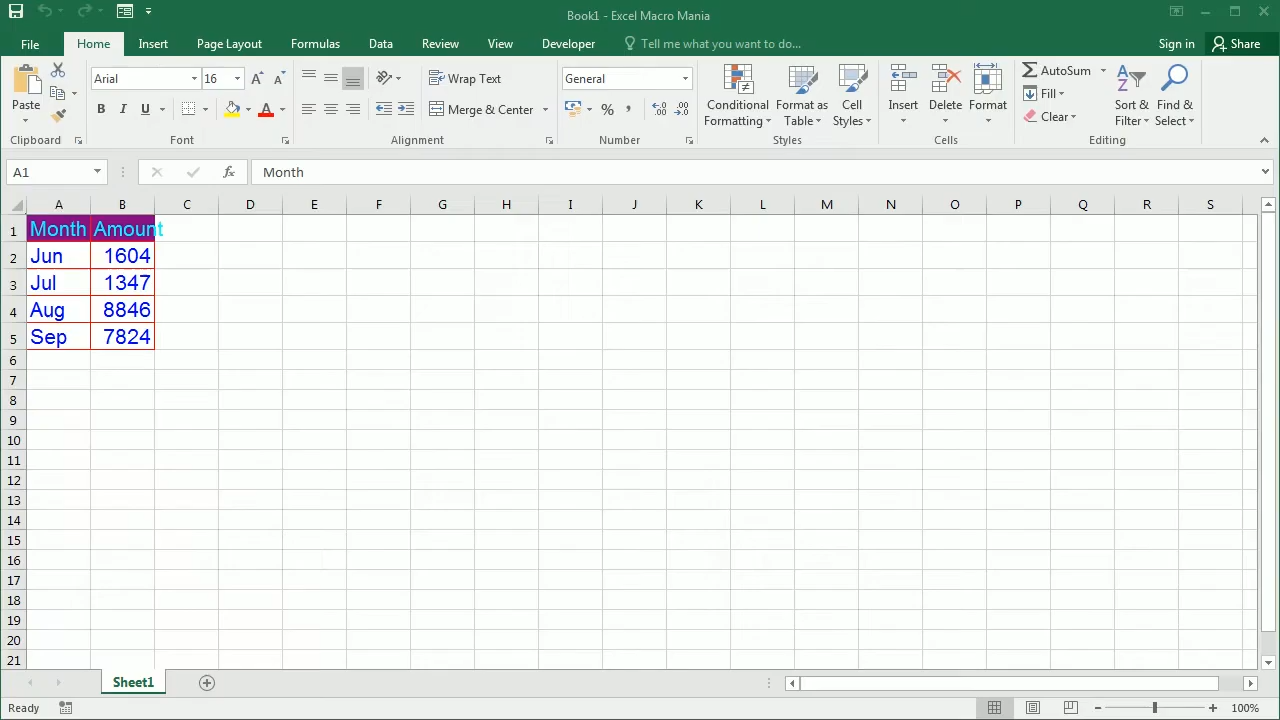 Book1 - Excel Macro Mania
File Home Insert Page Layout Formulas Data Review View Developer Tell me what you want to do... Sign in Share
Paste
Clipboard
Arial 16
B I U A
Font
Wrap Text
Merge & Center
Alignment
General
%
Number
Conditional Formatting
Format as Table
Cell Styles
Styles
Insert Delete Format
Cells
AutoSum
Fill
Clear
Sort & Filter
Find & Select
Editing
A1 fx Month
A B C D E F G H I J K L M N O P Q R S
1 Month Amount
2 Jun 1604
3 Jul 1347
4 Aug 8846
5 Sep 7824
6
7
8
9
10
11
12
13
14
15
16
17
18
19
20
21
Sheet1
Ready 100%